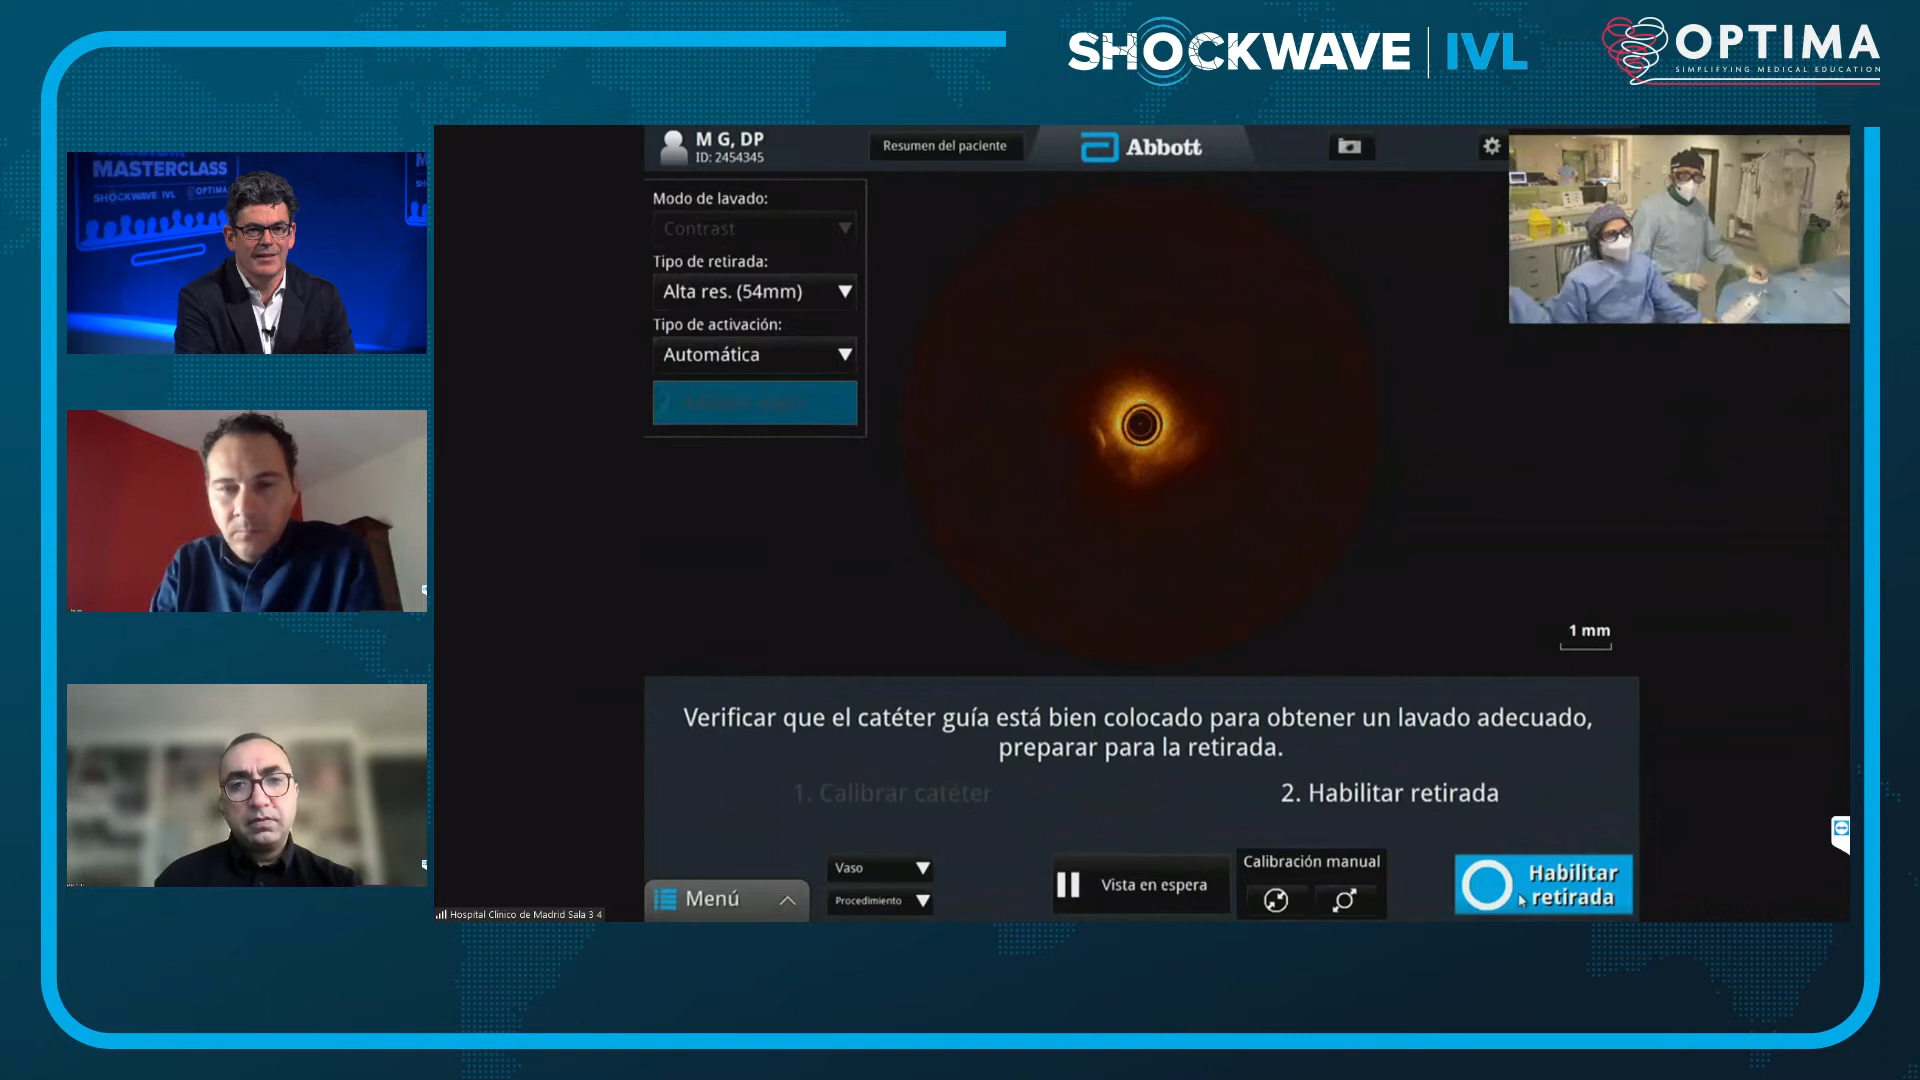 SHOCKWAVE | IVL
OPTIMA
SIMPLIFYING MEDICAL EDUCATION
MASTERCLASS
SHOCKWAVE IVL
OPTIMA
M G, DP
ID: 2454345
Resumen del paciente
Abbott
Modo de lavado:
Contrast
Tipo de retirada:
Alta res. (54mm)
Tipo de activación:
Automática
1 mm
Verificar que el catéter guía está bien colocado para obtener un lavado adecuado,
preparar para la retirada.
1. Calibrar catéter
2. Habilitar retirada
Menú
Vaso
Procedimiento
Vista en espera
Calibración manual
Habilitar
retirada
Hospital Clinico de Madrid Sala 3 4